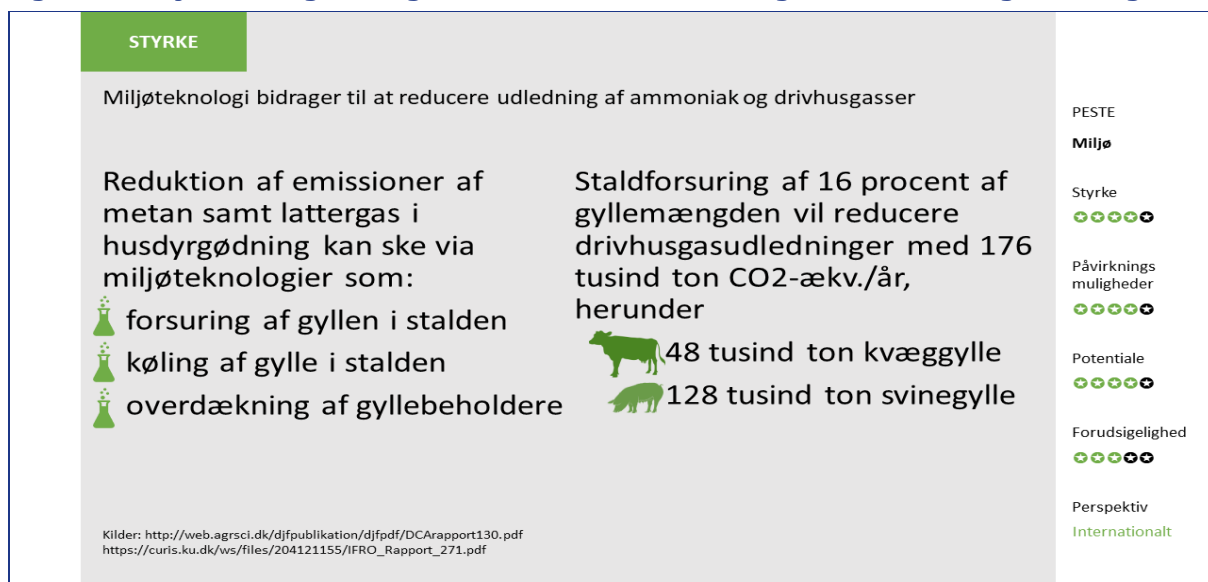 STYRKE
Miljøteknologi bidrager til at reducere udledning af ammoniak og drivhusgasser
Reduktion af emissioner af
metan samt lattergas i
husdyrgødning kan ske via
miljøteknologier som:
forsuring af gyllen i stalden
køling af gylle i stalden
overdækning af gyllebeholdere
Staldforsuring af 16 procent af
gyllemængden vil reducere
drivhusgasudledninger med 176
tusind ton CO2-ækv./år,
herunder
48 tusind ton kvæggylle
128 tusind ton svinegylle
Kilder: http://web.agrsci.dk/djfpublikation/djfpdf/DCArapport130.pdf
https://curis.ku.dk/ws/files/204121155/IFRO_Rapport_271.pdf
PESTE
Miljø
Styrke
Påvirknings
muligheder
Potentiale
Forudsigelighed
Perspektiv
Internationalt